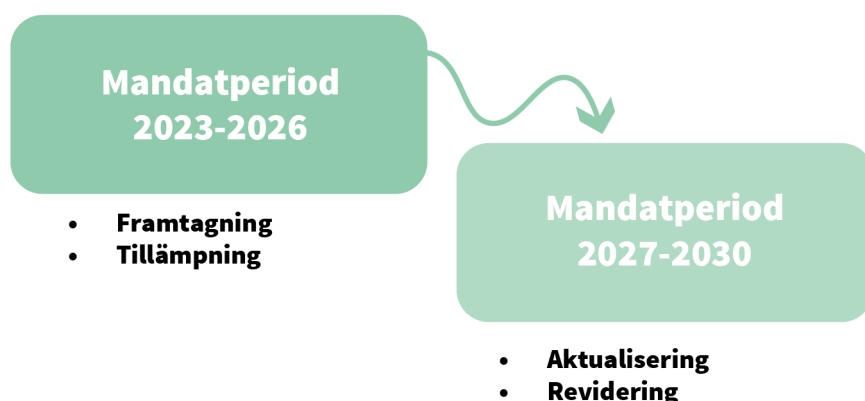 Mandatperiod
2023-2026
• Framtagning
• Tillämpning
Mandatperiod
2027-2030
• Aktualisering
• Revidering